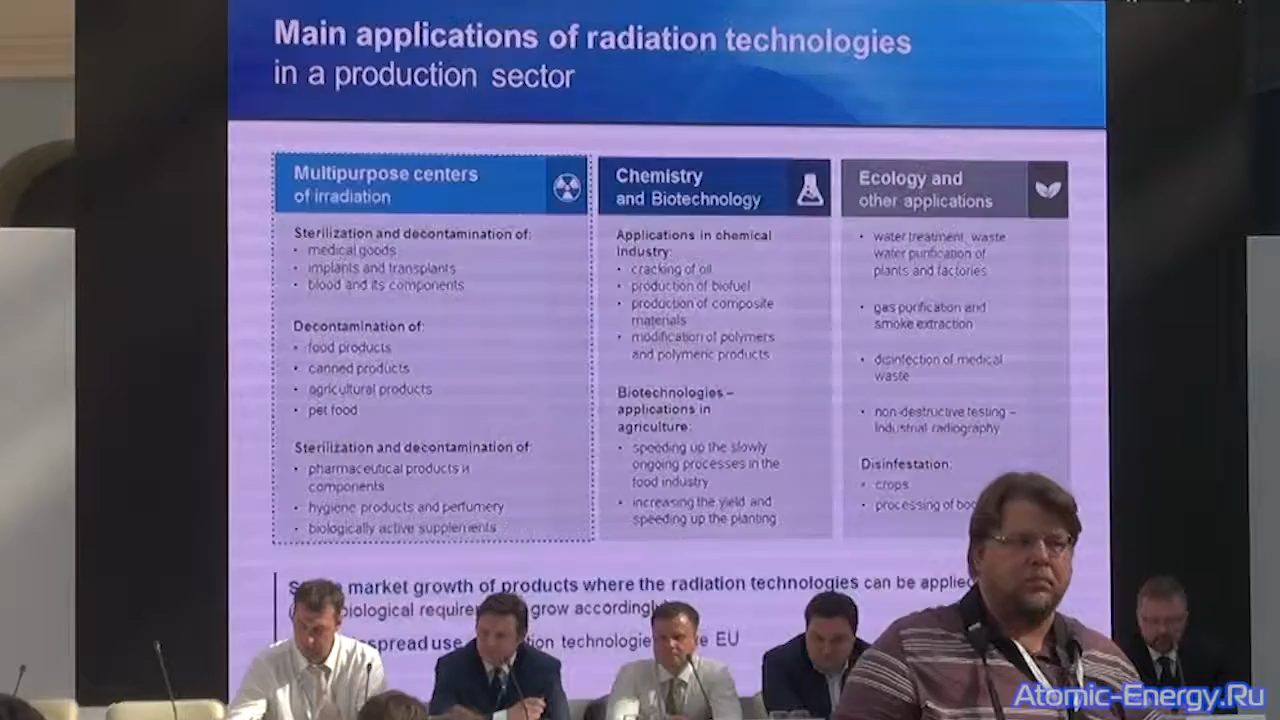 Main applications of radiation technologies
in a production sector
Multipurpose centers
of irradiation
Sterilization and decontamination of:
• medical goods
• implants and transplants
• blood and its components
Decontamination of:
• food products
• canned products
• agricultural products
• pet food
Sterilization and decontamination of:
• pharmaceutical products и
components
• hygiene products and perfumery
• biologically active supplements
Chemistry
and Biotechnology
Applications in chemical
Industry:
• cracking of oil
• production of biofuel
• production of composite
materials
• modification of polymers
and polymeric products
Biotechnologies –
applications in
agriculture:
• speeding up the slowly
ongoing processes in the
food industry
• increasing the yield and
speeding up the planting
Ecology and
other applications
• water treatment, waste
water purification of
plants and factories
• gas purification and
smoke extraction
• disinfection of medical
waste
• non-destructive testing –
Industrial radiography
Disinfestation:
• crops
• processing of
market growth of products where the radiation technologies can be
biological grow
use EU
Atomic-Energy.Ru